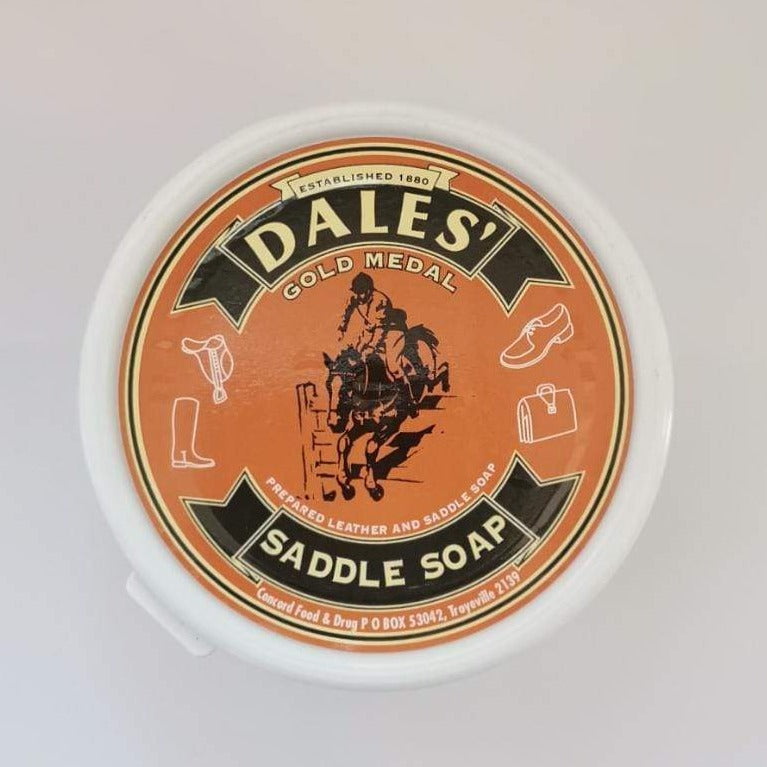 ESTABLISHED 1880
DALES'
GOLD MEDAL
PREPARED LEATHER AND SADDLE SOAP
SADDLE SOAP
Concord Food & Drug P O BOX 53042, Troyeville 2139